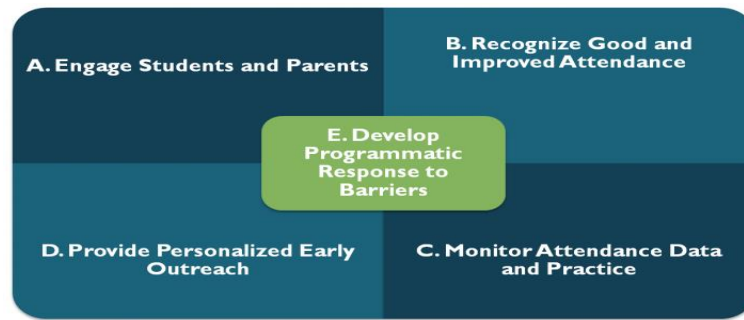 A. Engage Students and Parents
B. Recognize Good and
Improved Attendance
E. Develop
Programmatic
Response to
Barriers
D. Provide Personalized Early
Outreach
C. Monitor Attendance Data
and Practice